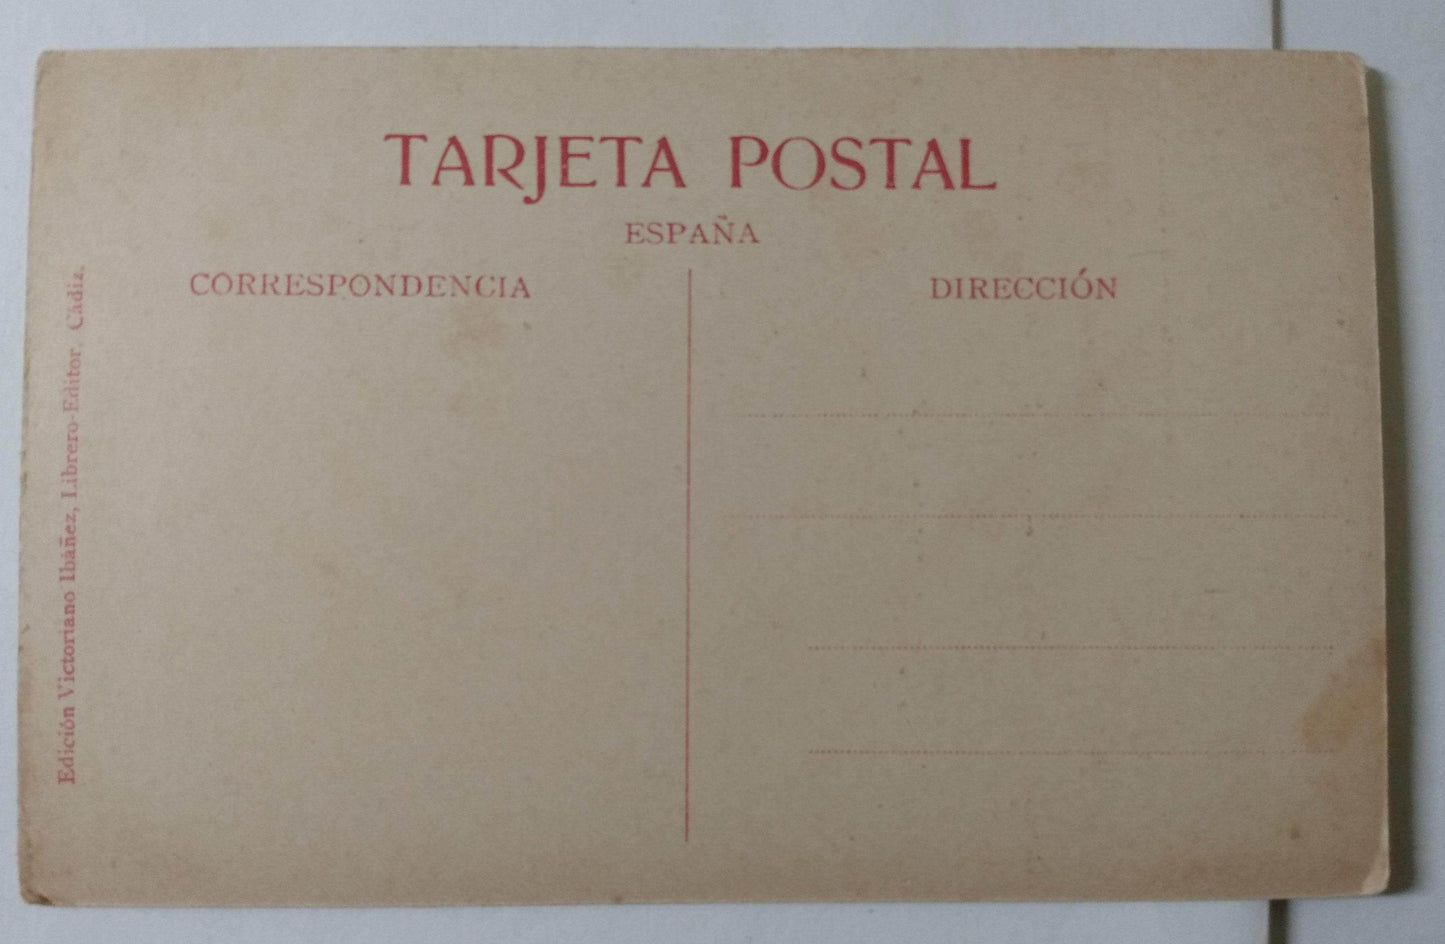 TARJETA POSTAL
ESPAÑA
CORRESPONDENCIA
DIRECCIÓN
Edición Victoriano Ibáñez, Librero-Editor. Cádiz.